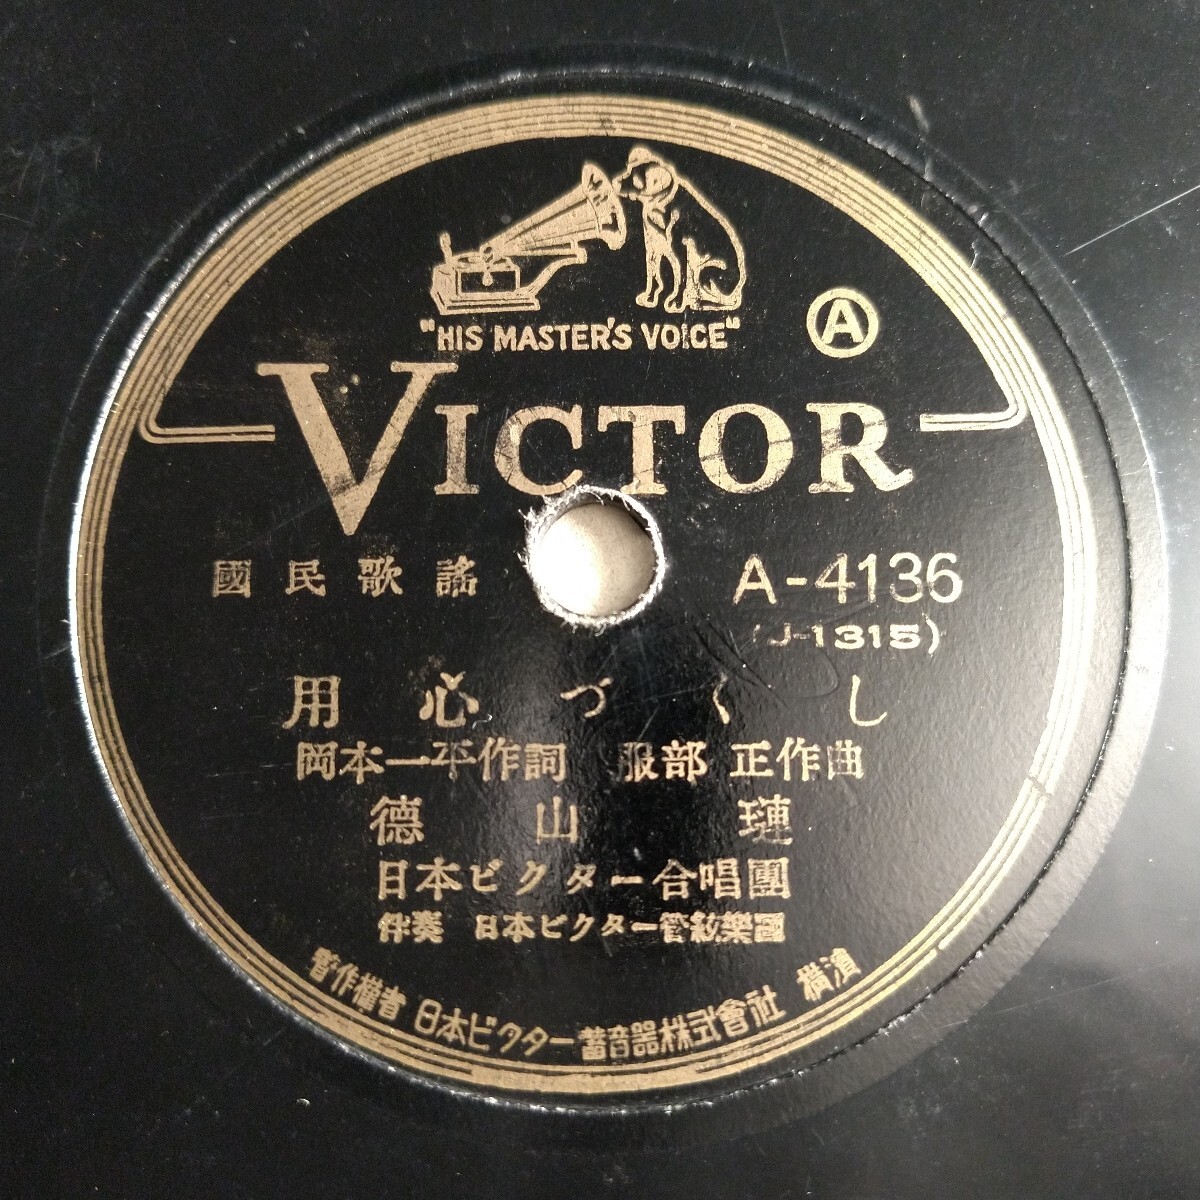 "HIS MASTER'S VOICE"
A
VICTOR
國民歌謠
A-4136
(J-1315)
用心づくし
岡本一平作詞 服部 正作曲
德山 璉
日本ビクター合唱團
伴奏 日本ビクター管絃樂團
著作權者 日本ビクター蓄音器株式會社 橫濱